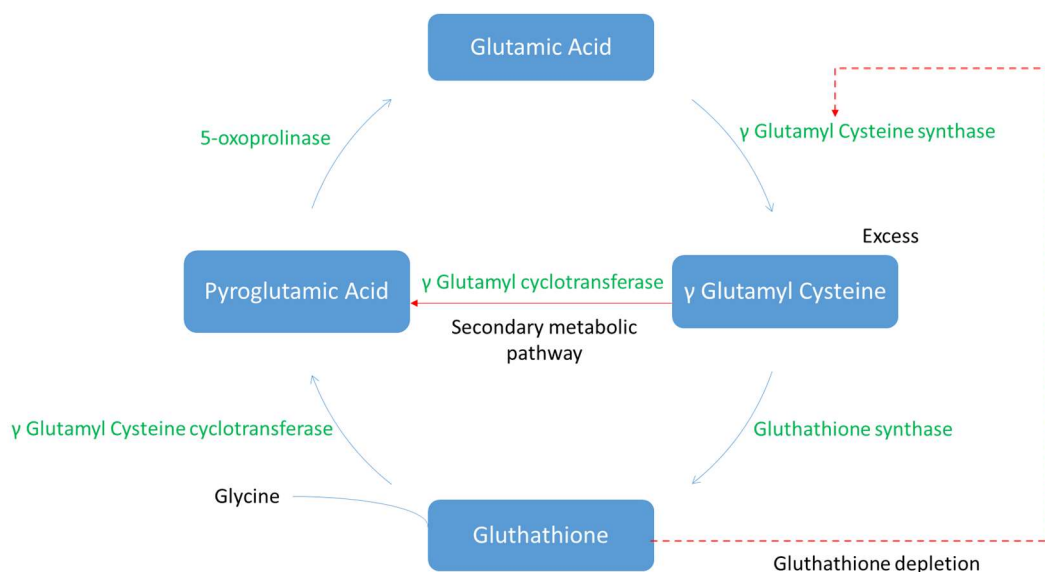 Glutamic Acid
5-oxoprolinase
γ Glutamyl Cysteine synthase
Excess
Pyroglutamic Acid
γ Glutamyl cyclotransferase
γ Glutamyl Cysteine
Secondary metabolic
pathway
γ Glutamyl Cysteine cyclotransferase
Gluthathione synthase
Glycine
Gluthathione
Gluthathione depletion